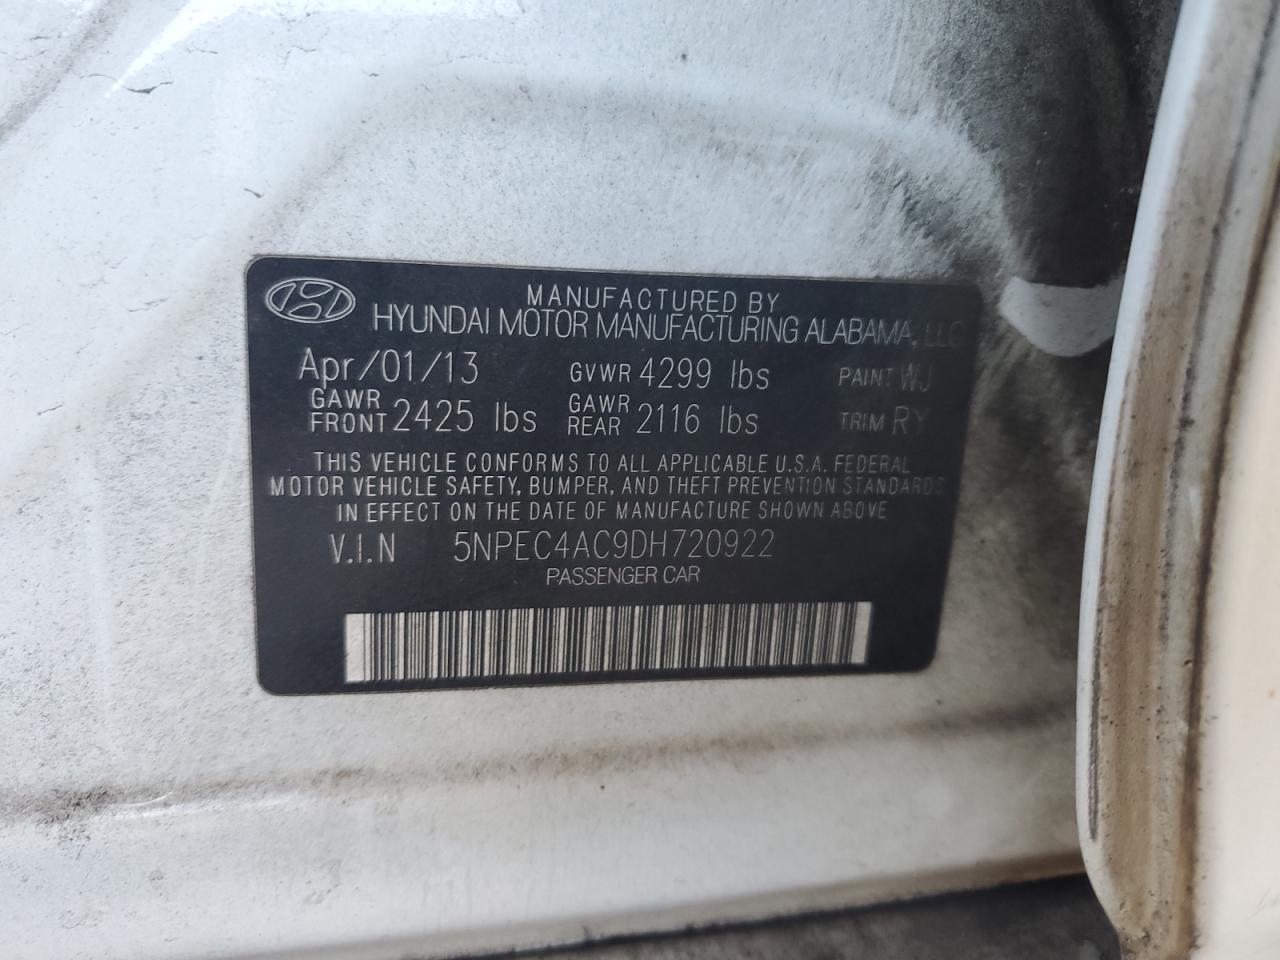 MANUFACTURED BY
HYUNDAI MOTOR MANUFACTURING ALABAMA, LLC
Apr/01/13 GVWR 4299 lbs PAINT WJ
GAWR FRONT 2425 lbs GAWR REAR 2116 lbs TRIM RY
THIS VEHICLE CONFORMS TO ALL APPLICABLE U.S.A. FEDERAL
MOTOR VEHICLE SAFETY, BUMPER, AND THEFT PREVENTION STANDARDS
IN EFFECT ON THE DATE OF MANUFACTURE SHOWN ABOVE
V.I.N 5NPEC4AC9DH720922
PASSENGER CAR